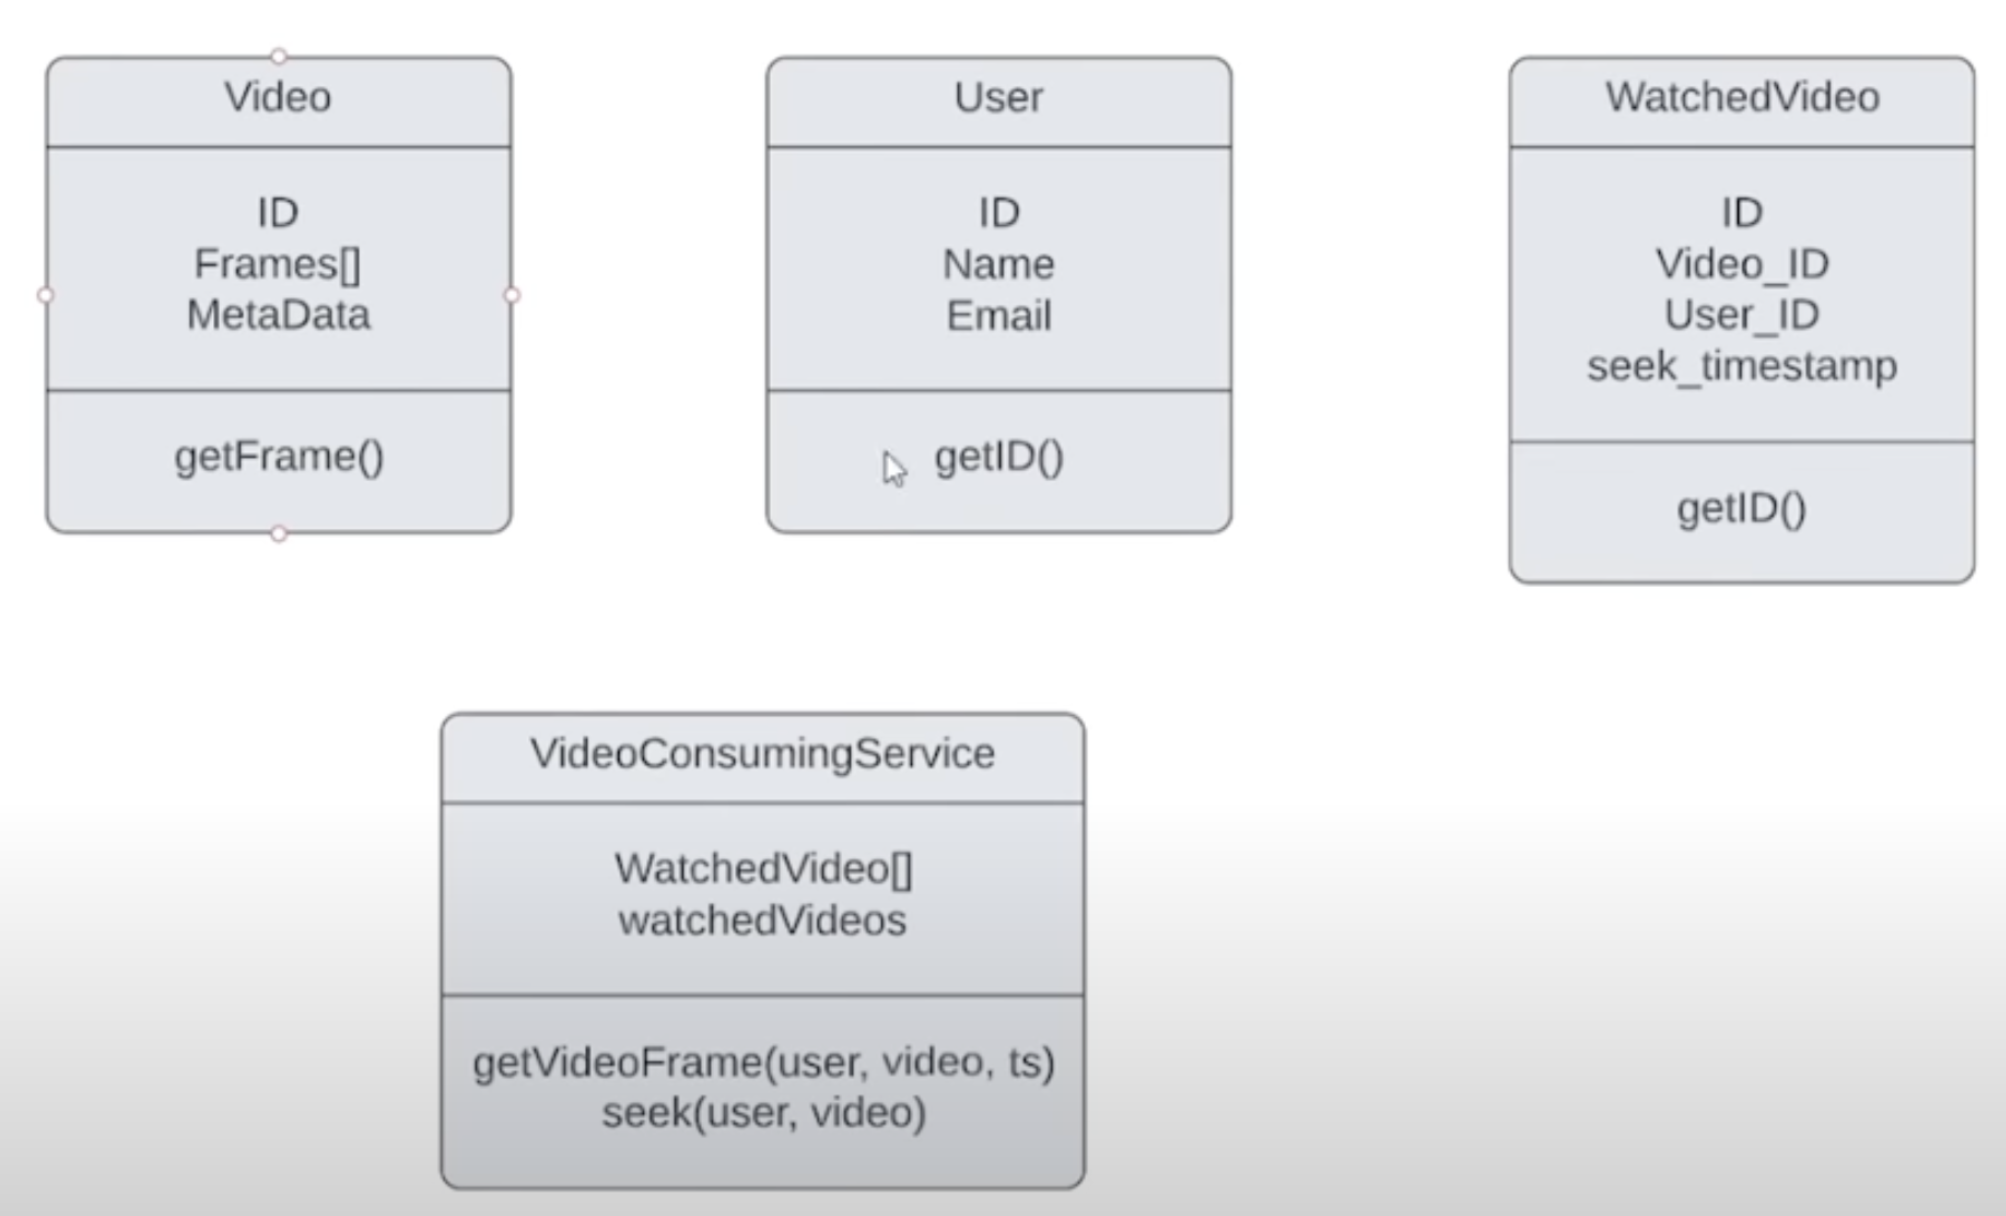 Video
ID
Frames[]
MetaData
getFrame()
User
ID
Name
Email
getID()
WatchedVideo
ID
Video_ID
User_ID
seek_timestamp
getID()
VideoConsumingService
WatchedVideo[]
watchedVideos
getVideoFrame(user, video, ts)
seek(user, video)